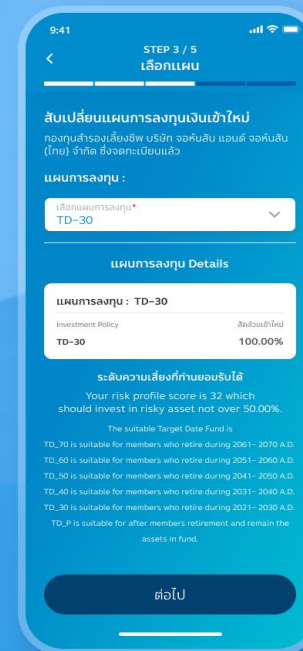 9:41
STEP 3 / 5
เลือกแผน
สับเปลี่ยนแผนการลงทุนเงินเข้าใหม่
กองทุนสำรองเลี้ยงชีพ บริษัท จอห์นสัน แอนด์ จอห์นสัน
(ไทย) จำกัด ซึ่งจดทะเบียนแล้ว
แผนการลงทุน :
เลือกแผนการลงทุน*
TD-30
แผนการลงทุน Details
แผนการลงทุน : TD-30
Investment Policy สัดส่วนเข้าใหม่
TD-30 100.00%
ระดับความเสี่ยงที่ท่านยอมรับได้
Your risk profile score is 32 which
should invest in risky asset not over 50.00%.
The suitable Target Date Fund is
TD_70 is suitable for members who retire during 2061- 2070 A.D.
TD_60 is suitable for members who retire during 2051- 2060 A.D.
TD_50 is suitable for members who retire during 2041- 2050 A.D.
TD_40 is suitable for members who retire during 2031- 2040 A.D.
TD_30 is suitable for members who retire during 2021- 2030 A.D.
TD_P is suitable for after members retirement and remain the
assets in fund.
ต่อไป